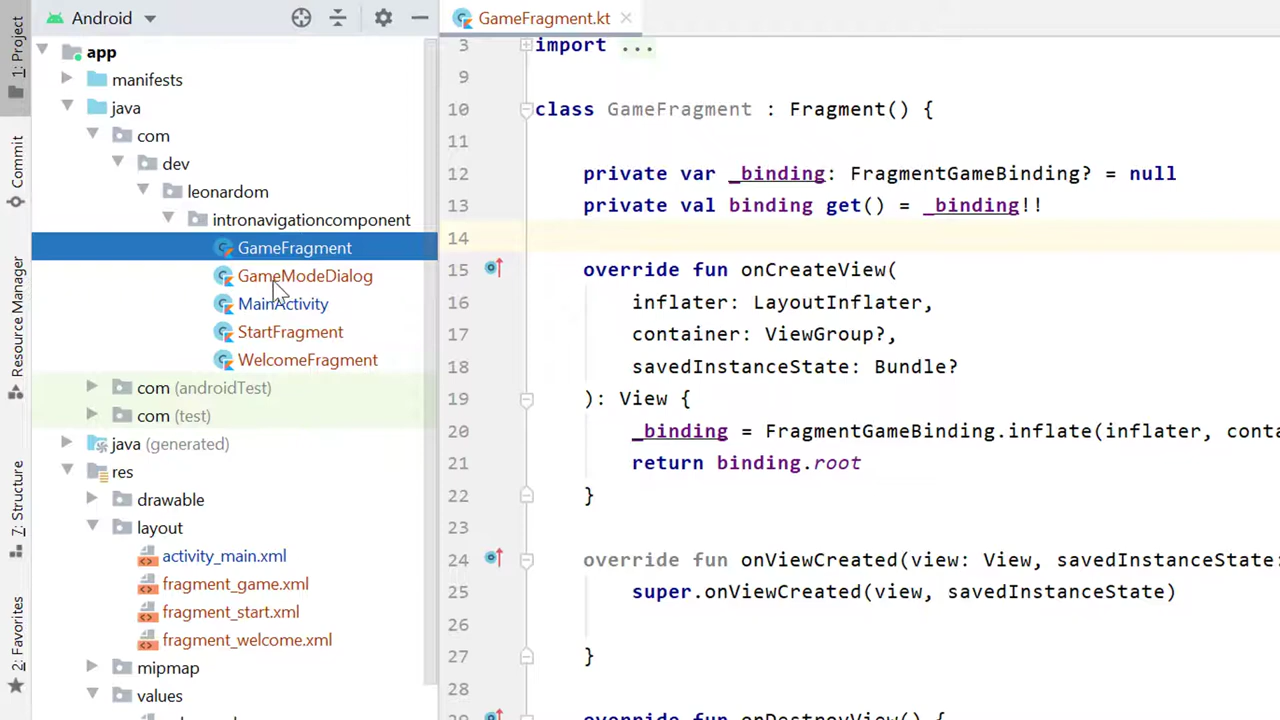 Android
GameFragment.kt
1: Project
Commit
Resource Manager
7: Structure
2: Favorites
app
manifests
java
com
dev
leonardom
intronavigationcomponent
GameFragment
GameModeDialog
MainActivity
StartFragment
WelcomeFragment
com (androidTest)
com (test)
java (generated)
res
drawable
layout
activity_main.xml
fragment_game.xml
fragment_start.xml
fragment_welcome.xml
mipmap
values
3 import ...
9
10 class GameFragment : Fragment() {
11
12 private var _binding: FragmentGameBinding? = null
13 private val binding get() = _binding!!
14
15 override fun onCreateView(
16 inflater: LayoutInflater,
17 container: ViewGroup?,
18 savedInstanceState: Bundle?
19 ): View {
20 _binding = FragmentGameBinding.inflate(inflater, conta
21 return binding.root
22 }
23
24 override fun onViewCreated(view: View, savedInstanceState:
25 super.onViewCreated(view, savedInstanceState)
26
27 }
28
override fun onDestroyView() {